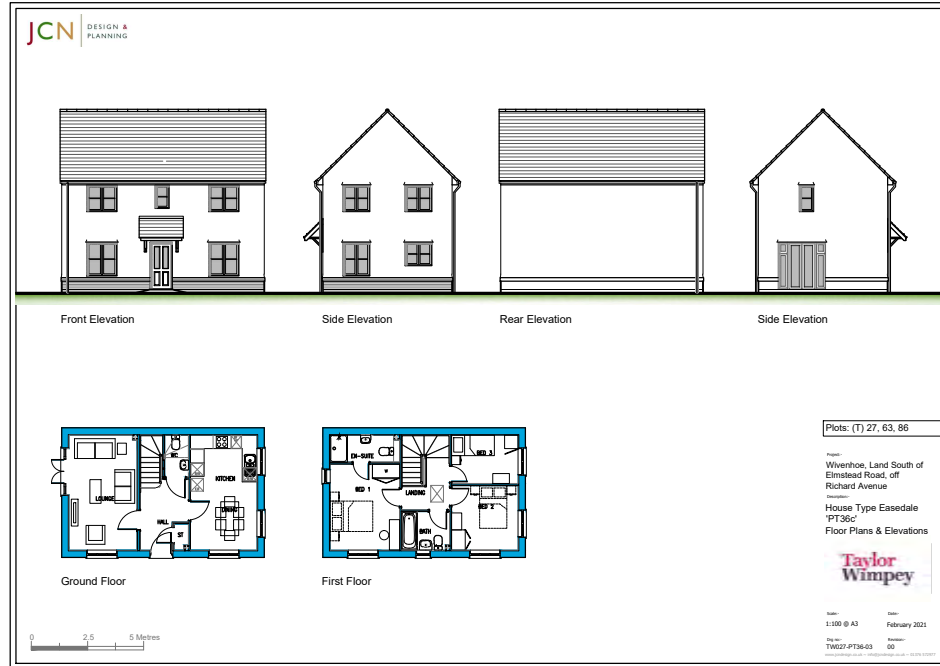 JCN DESIGN &
PLANNING
Front Elevation
Side Elevation
Rear Elevation
Side Elevation
WC
LOUNGE
KITCHEN
DINING
HALL
ST
EN-SUITE
W
BED 3
BED 1
LANDING
BED 2
BATH
Ground Floor
First Floor
0 2.5 5 Metres
Plots: (T) 27, 63, 86
Project:-
Wivenhoe, Land South of
Elmstead Road, off
Richard Avenue
Description:-
House Type Easedale
'PT36c'
Floor Plans & Elevations
Taylor
Wimpey
Scale:-
Date:-
1:100 @ A3
February 2021
Drg no:-
Revision:-
TW027-PT36-03
00